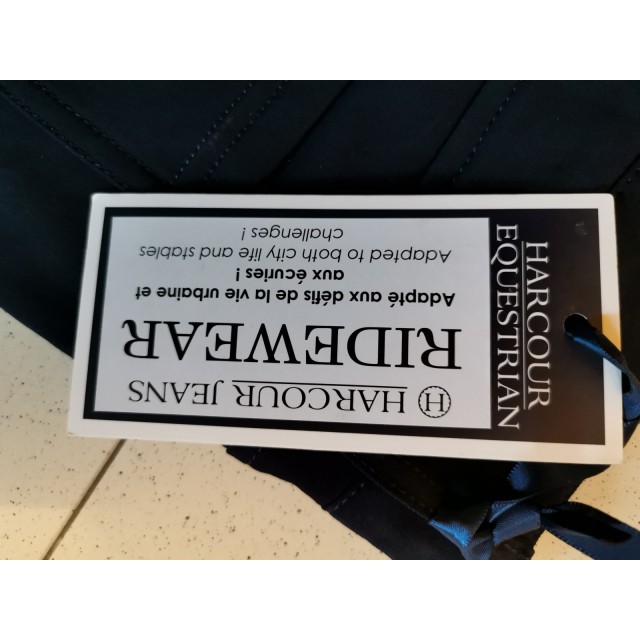 HARCOUR
EQUESTRIAN
H HARCOUR JEANS
RIDEWEAR
Adapté aux défis de la vie urbaine et
aux écuries !
Adapted to both city life and stables
challenges !